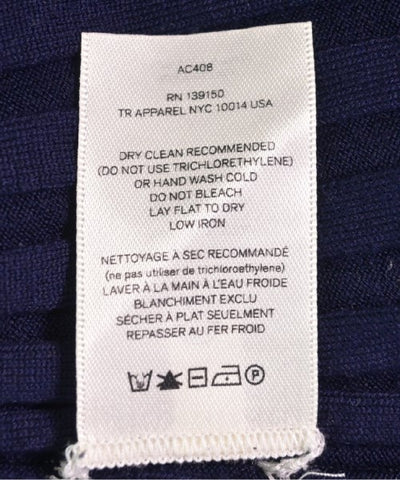 AC408
RN 139150
TR APPAREL NYC 10014 USA
DRY CLEAN RECOMMENDED
(DO NOT USE TRICHLORETHYLENE)
OR HAND WASH COLD
DO NOT BLEACH
LAY FLAT TO DRY
LOW IRON
NETTOYAGE À SEC RECOMMANDÉ
(ne pas utiliser de trichloroethylene)
LAVER À LA MAIN À L'EAU FROIDE
BLANCHIMENT EXCLU
SÉCHER À PLAT SEUELMENT
REPASSER AU FER FROID
P